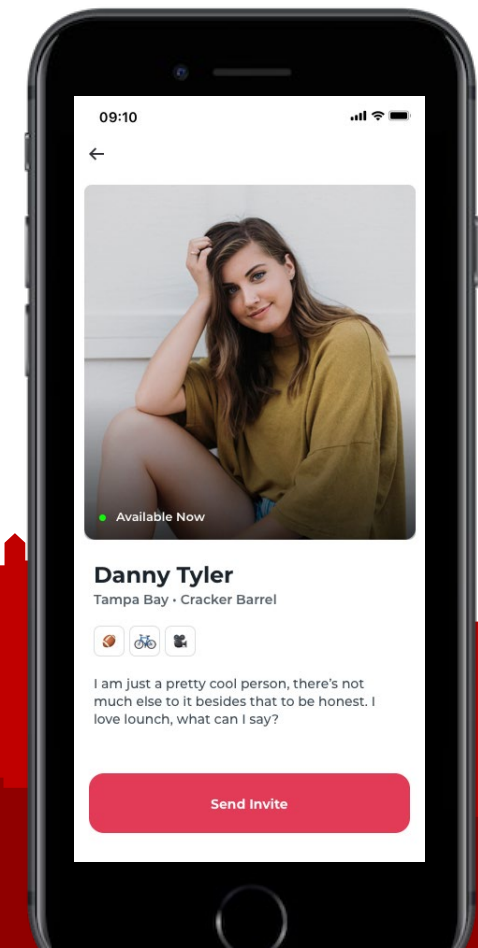 09:10
Available Now
Danny Tyler
Tampa Bay • Cracker Barrel
I am just a pretty cool person, there's not
much else to it besides that to be honest. I
love lounch, what can I say?
Send Invite